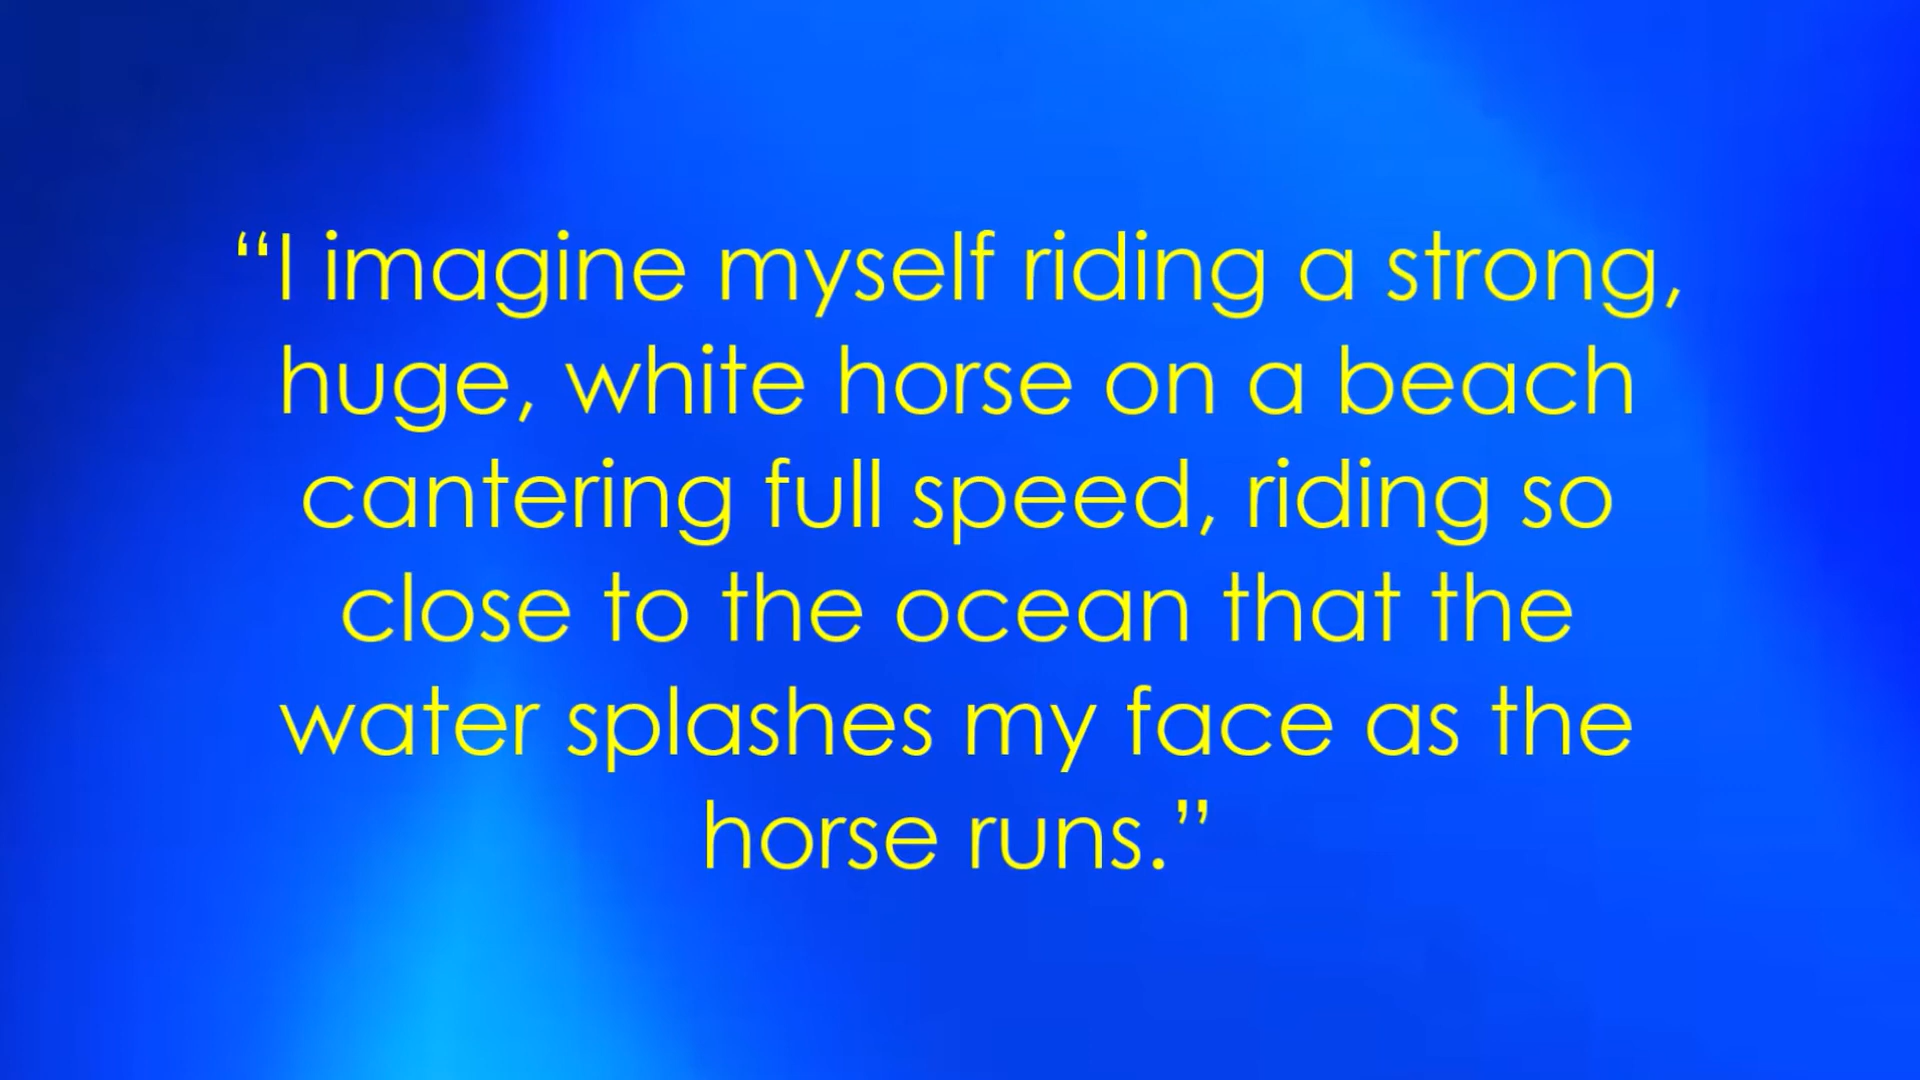 “I imagine myself riding a strong,
huge, white horse on a beach
cantering full speed, riding so
close to the ocean that the
water splashes my face as the
horse runs.”